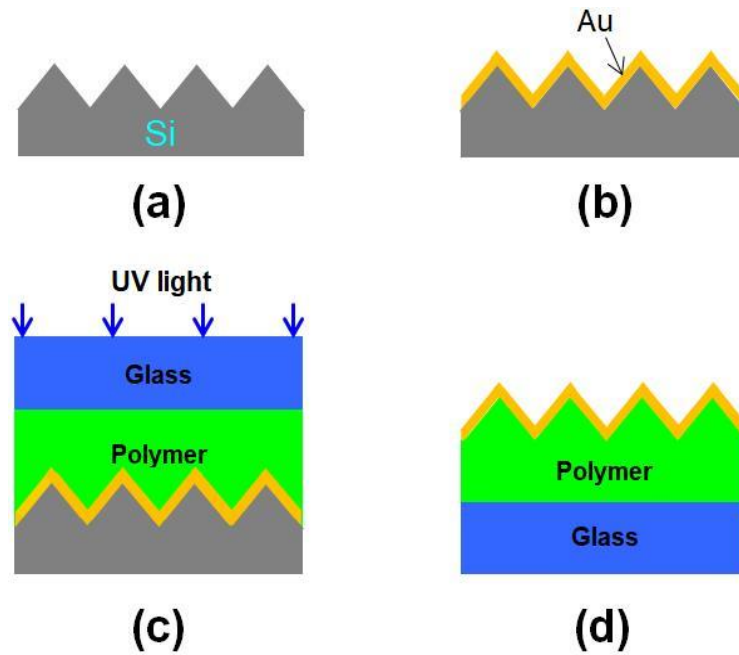 Au
Si
(a)
(b)
UV light
Glass
Polymer
(c)
Polymer
Glass
(d)